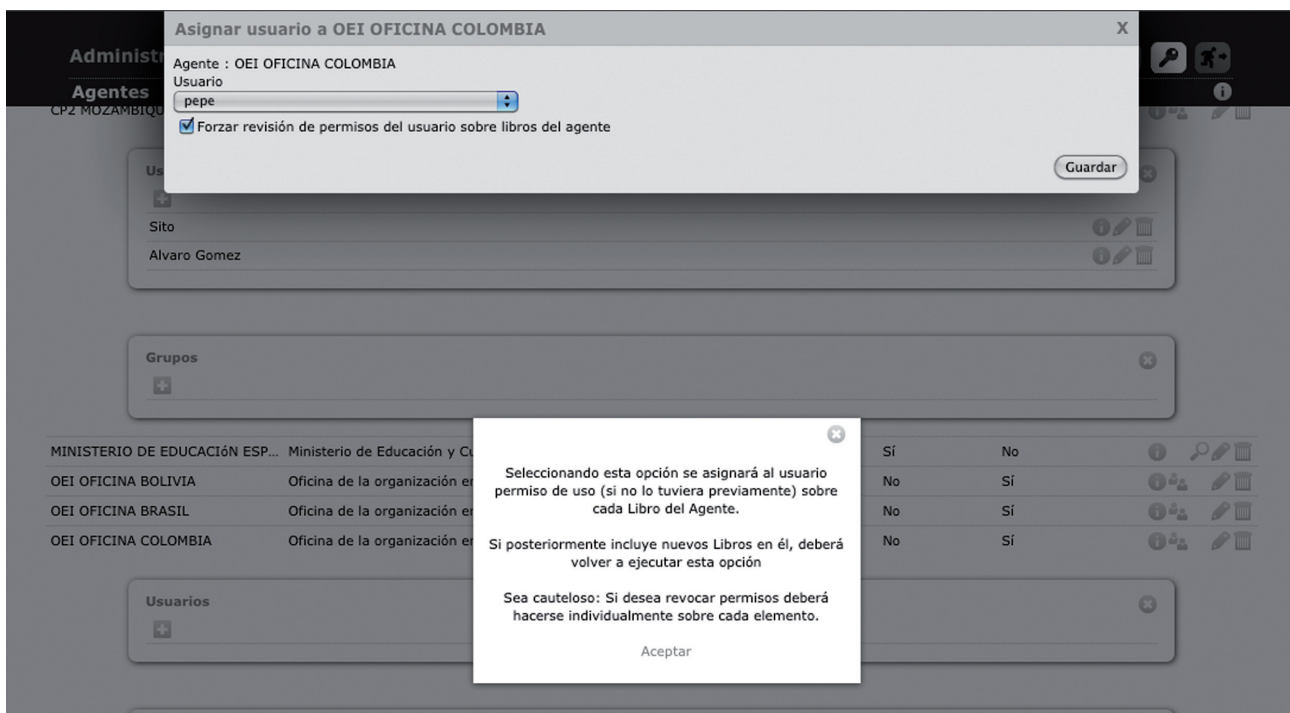 Asignar usuario a OEI OFICINA COLOMBIA X
Administr
Agente : OEI OFICINA COLOMBIA
Usuario
Agentes
pepe
CP2 MOZAMBIQU
Forzar revisión de permisos del usuario sobre libros del agente
Guardar
Us
Sito
Alvaro Gomez
Grupos
MINISTERIO DE EDUCACIóN ESP... Ministerio de Educación y Cu Sí No
OEI OFICINA BOLIVIA Oficina de la organización en No Sí
OEI OFICINA BRASIL Oficina de la organización en No Sí
OEI OFICINA COLOMBIA Oficina de la organización en No Sí
Seleccionando esta opción se asignará al usuario
permiso de uso (si no lo tuviera previamente) sobre
cada Libro del Agente.
Si posteriormente incluye nuevos Libros en él, deberá
volver a ejecutar esta opción
Sea cauteloso: Si desea revocar permisos deberá
hacerse individualmente sobre cada elemento.
Aceptar
Usuarios